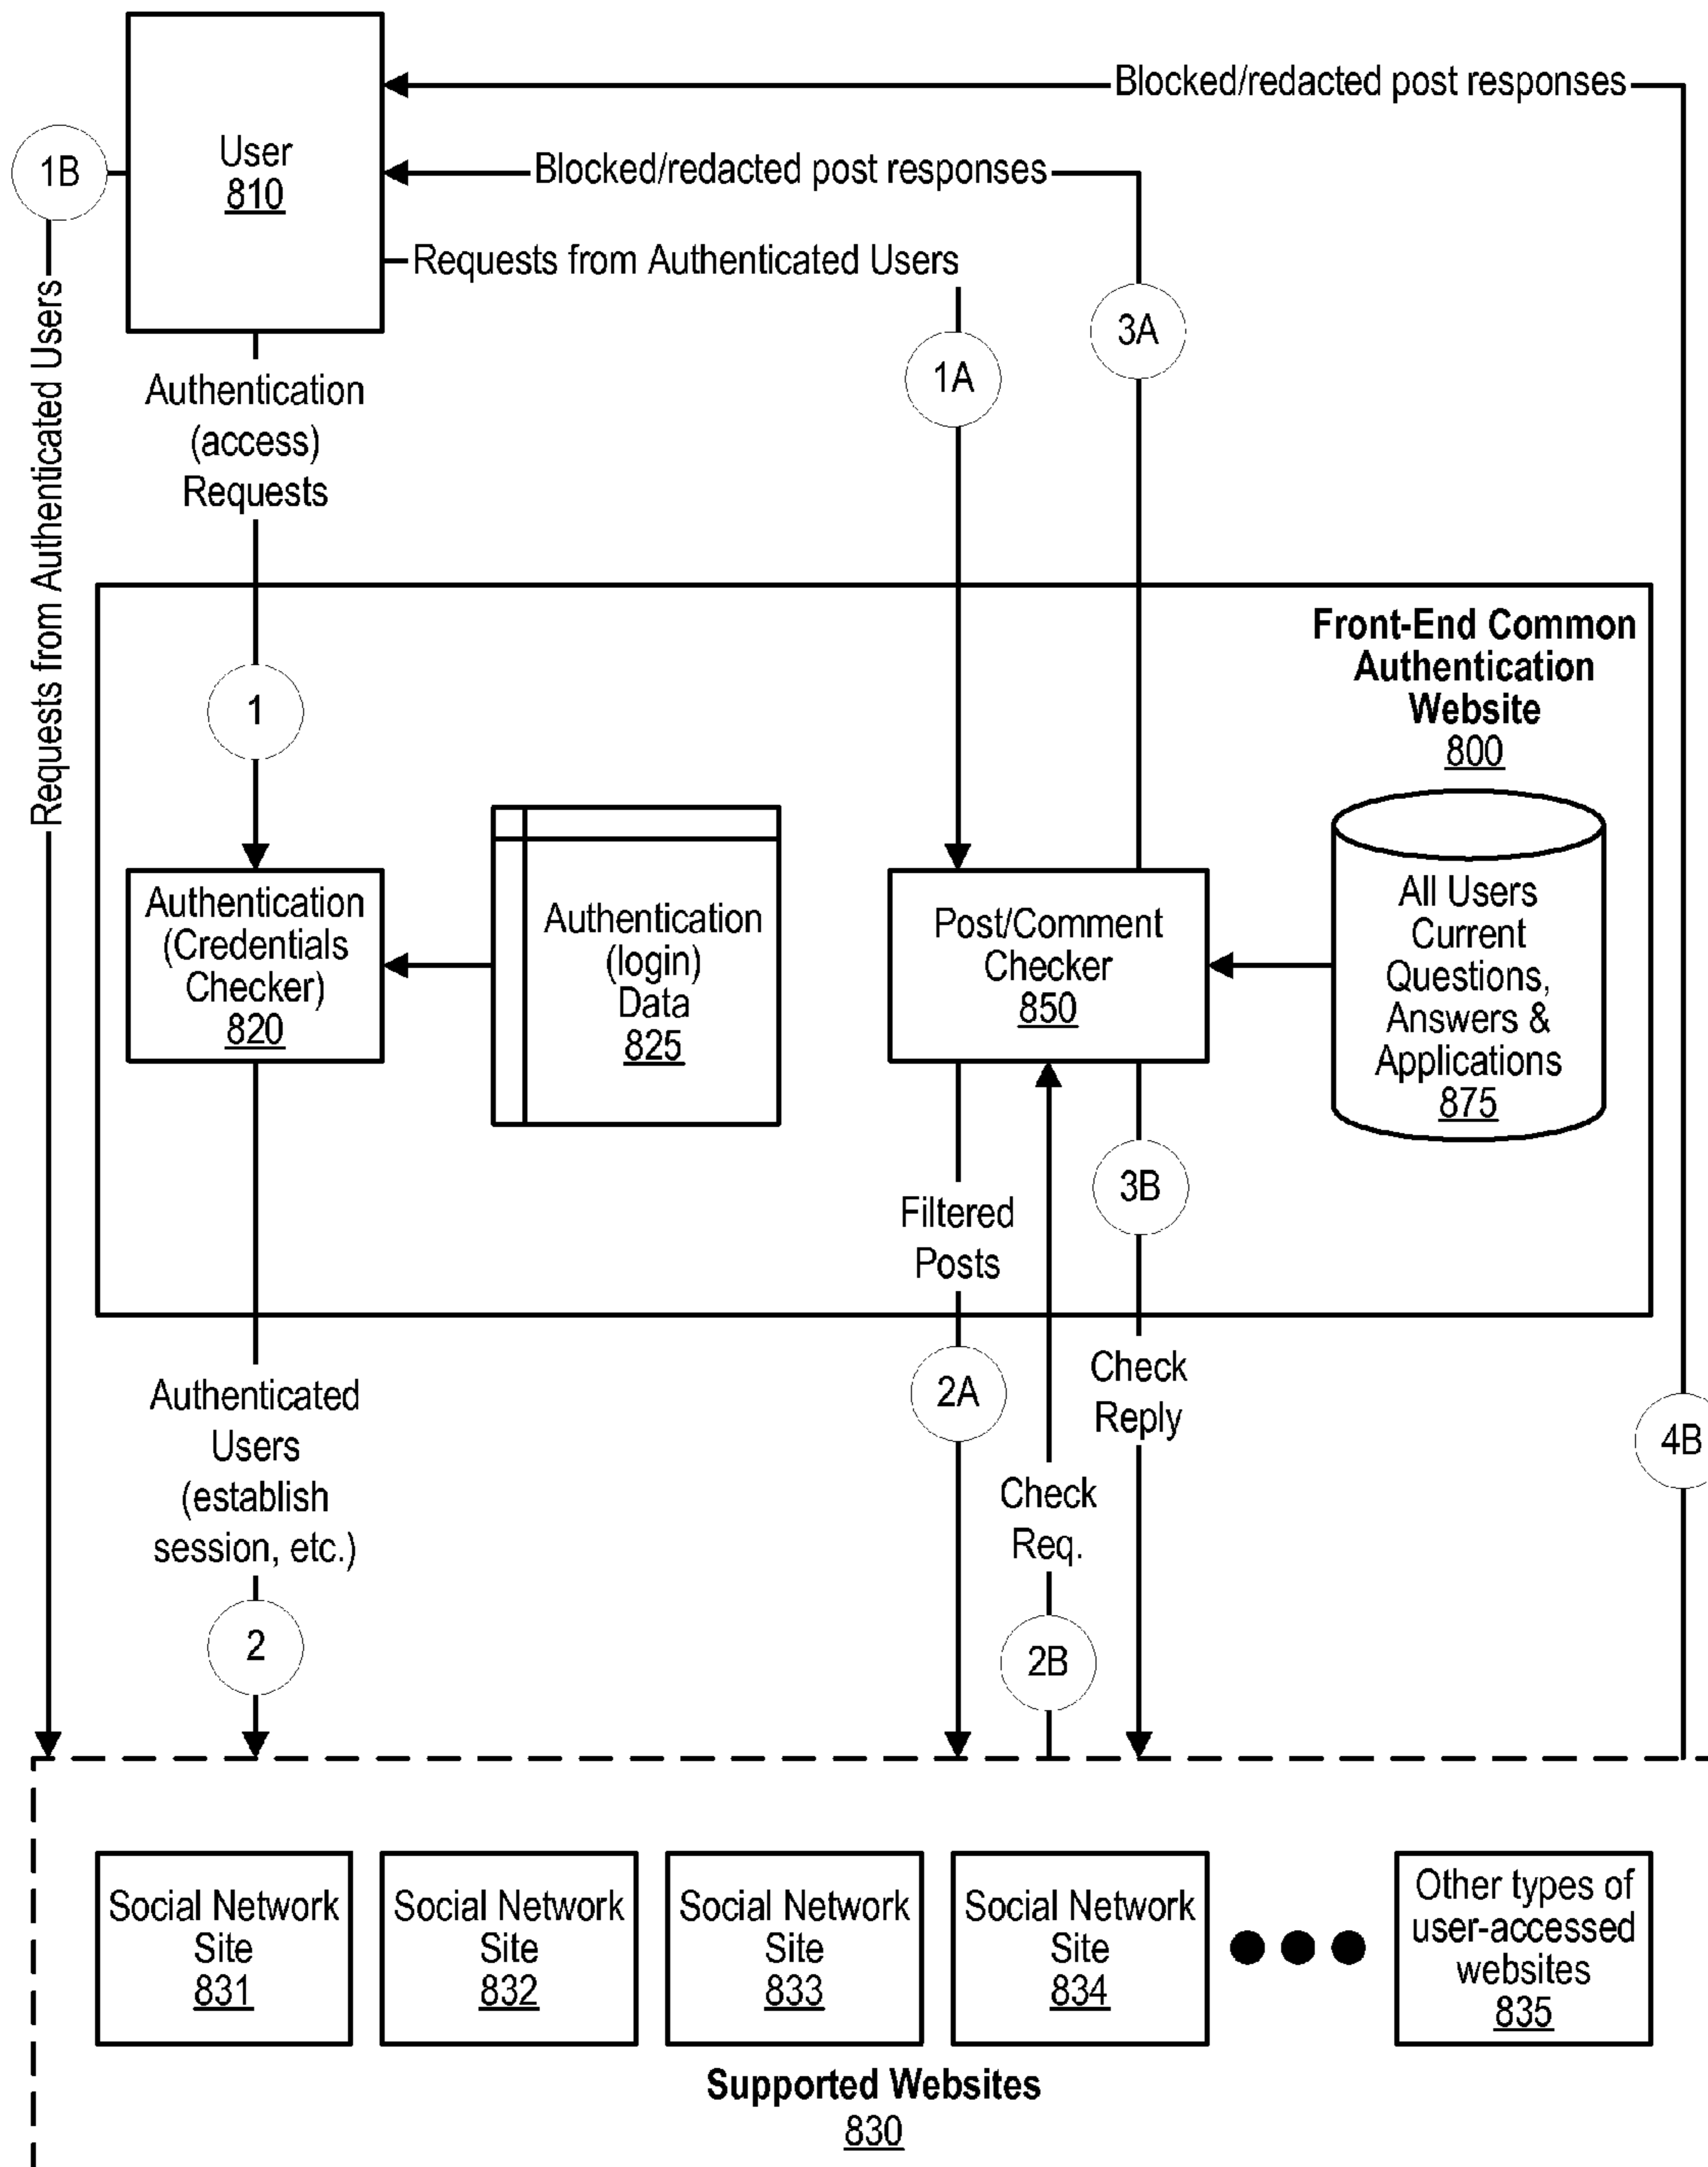 Blocked/redacted post responses
1B
User
810
Blocked/redacted post responses
Requests from Authenticated Users
Requests from Authenticated Users
3A
1A
Authentication
(access)
Requests
Front-End Common
Authentication
Website
800
1
Authentication
(Credentials
Checker)
820
Authentication
(login)
Data
825
Post/Comment
Checker
850
All Users
Current
Questions,
Answers &
Applications
875
3B
Filtered
Posts
2A
Check
Reply
4B
Authenticated
Users
(establish
session, etc.)
Check
Req.
2
2B
Social Network
Site
831
Social Network
Site
832
Social Network
Site
833
Social Network
Site
834
Other types of
user-accessed
websites
835
Supported Websites
830